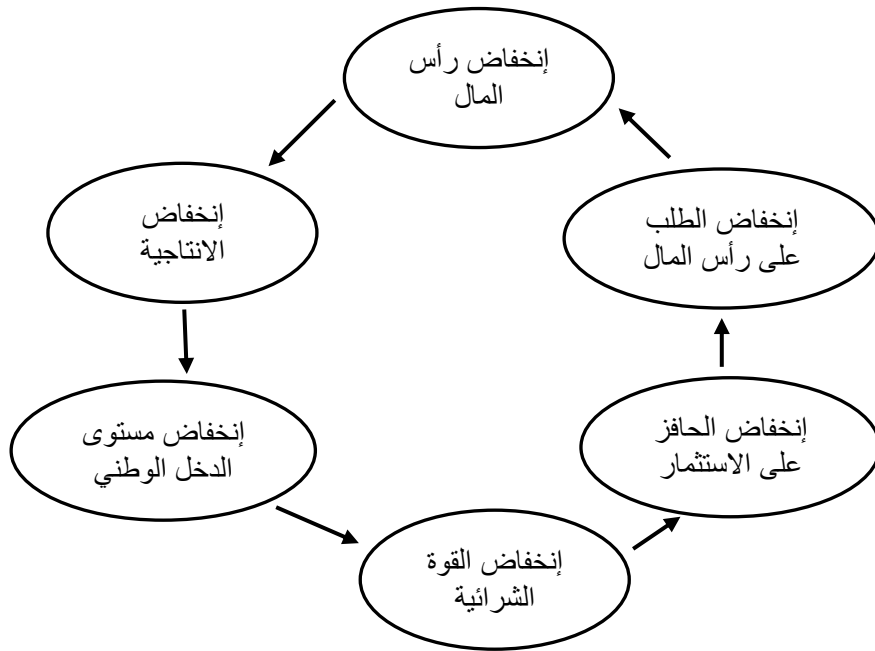 إنخفاض رأس
المال
إنخفاض
الانتاجية
إنخفاض مستوى
الدخل الوطني
إنخفاض القوة
الشرائية
إنخفاض الحافز
على الاستثمار
إنخفاض الطلب
على رأس المال